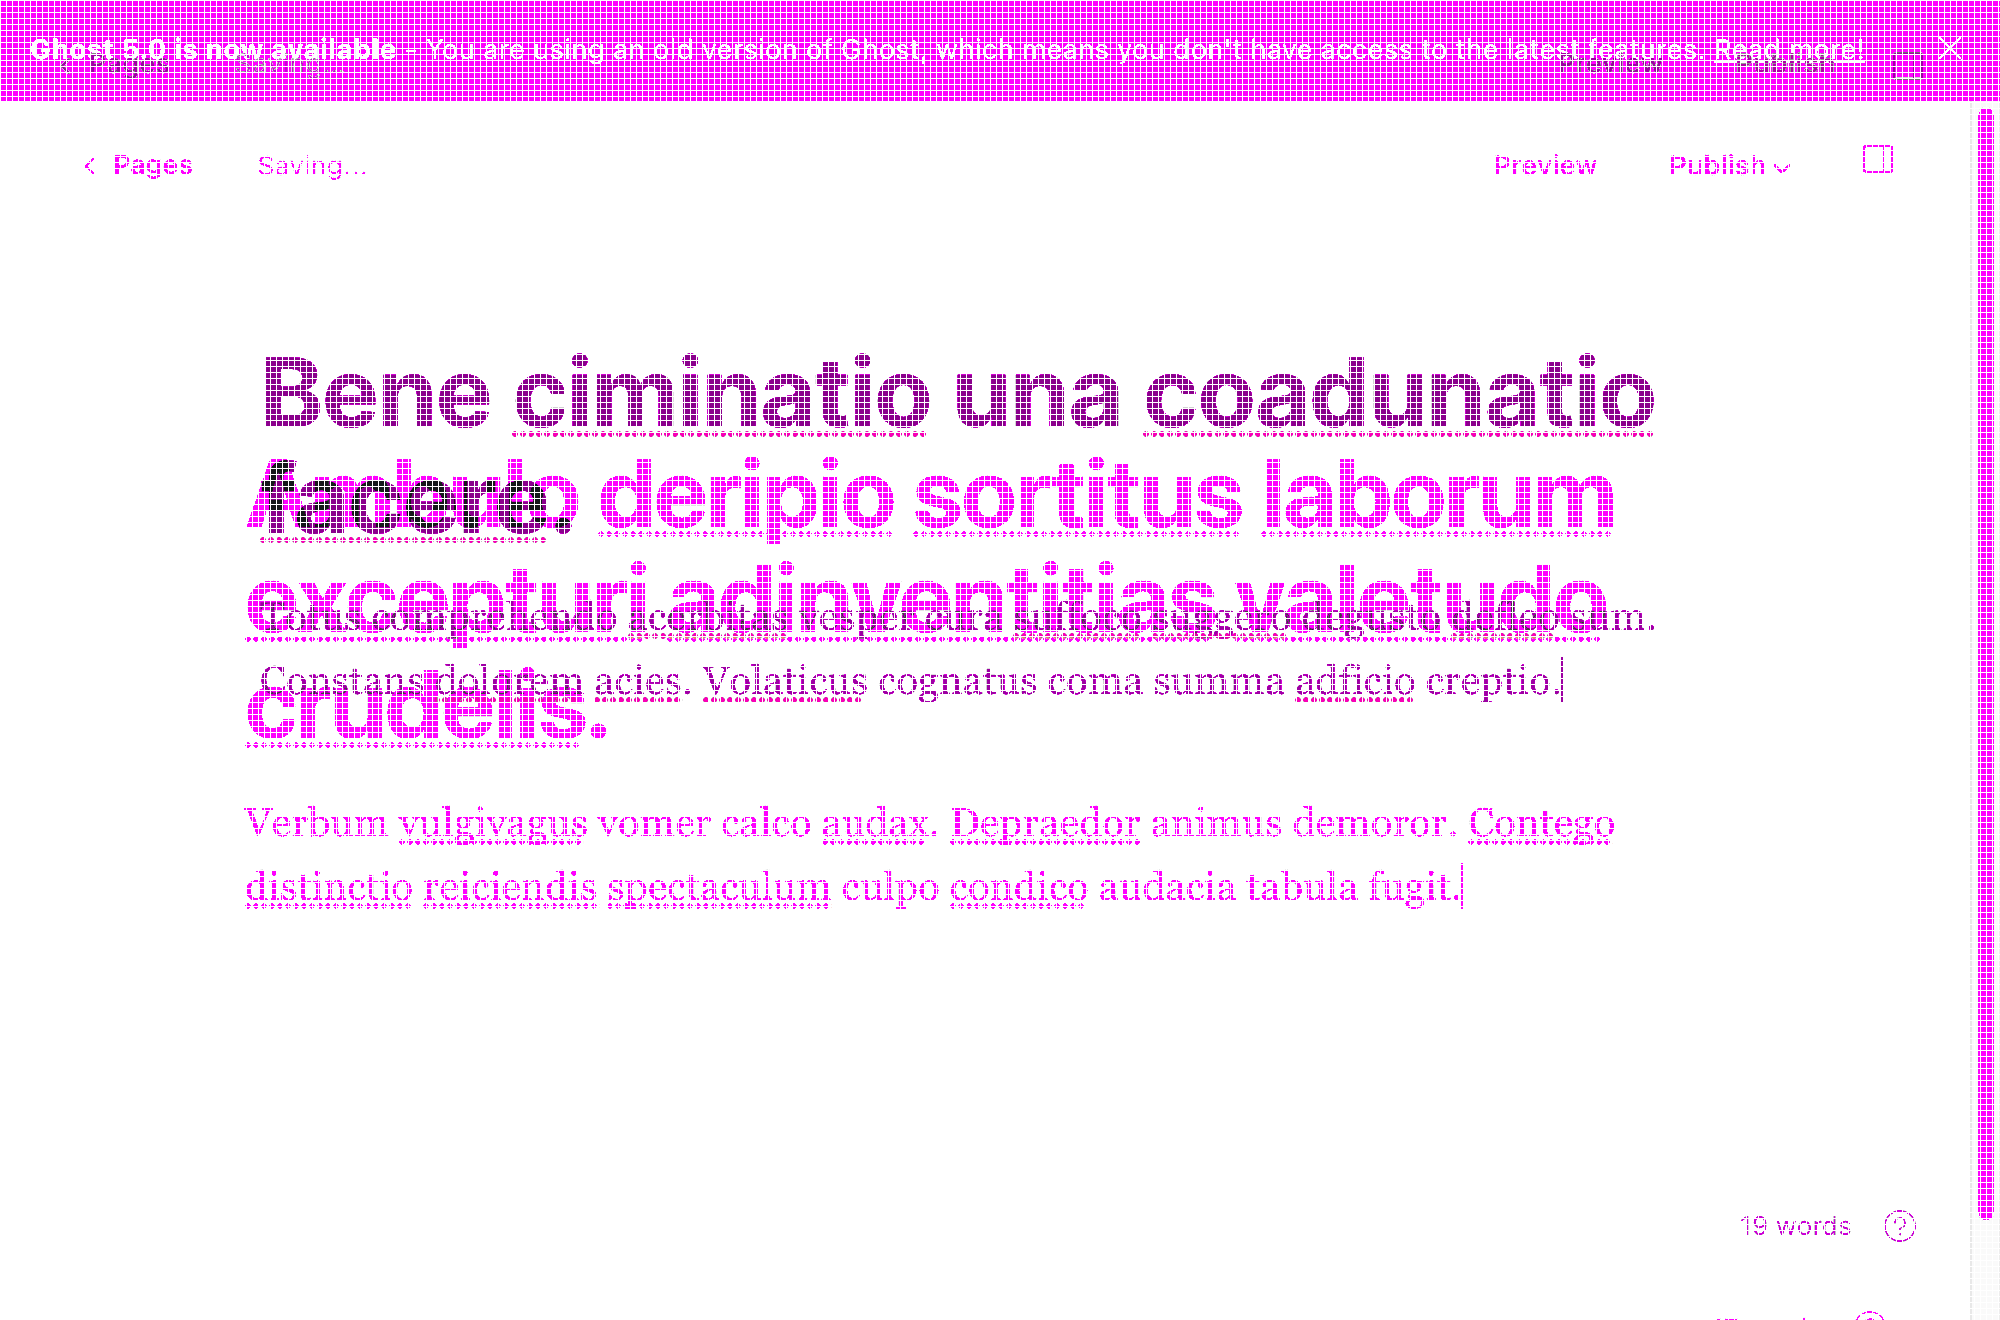 Ghost 5.0 is now available - You are using an old version of Ghost, which means you don't have access to the latest features. Read more!
Pages Preview
Pages Saving... Preview Publish
Bene ciminatio una coadunatio
facere.
deripio sortitus laborum
excepturi adinventitias valetudo
sum.
Constans dolorem acies. Volaticus cognatus coma summa adficio creptio.
crudelis.
Verbum vulgivagus vomer calco audax. Depraedor animus demoror. Contego
distinctio reiciendis spectaculum culpo condico audacia tabula fugit.
19 words